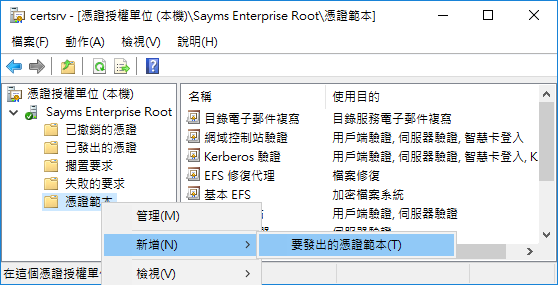 certsrv - [憑證授權單位 (本機)\Sayms Enterprise Root\憑證範本]
檔案(F) 動作(A) 檢視(V) 說明(H)
憑證授權單位 (本機)
Sayms Enterprise Root
已撤銷的憑證
已發出的憑證
擱置要求
失敗的要求
憑證範本
名稱 使用目的
目錄電子郵件複寫 目錄服務電子郵件複寫
網域控制站驗證 用戶端驗證, 伺服器驗證, 智慧卡登入
Kerberos 驗證 用戶端驗證, 伺服器驗證, 智慧卡登入, K
EFS 修復代理 檔案修復
基本 EFS 加密檔案系統
用戶端驗證, 伺服器驗證
管理(M)
新增(N)
要發出的憑證範本(T)
檢視(V)
在這個憑證授權單位